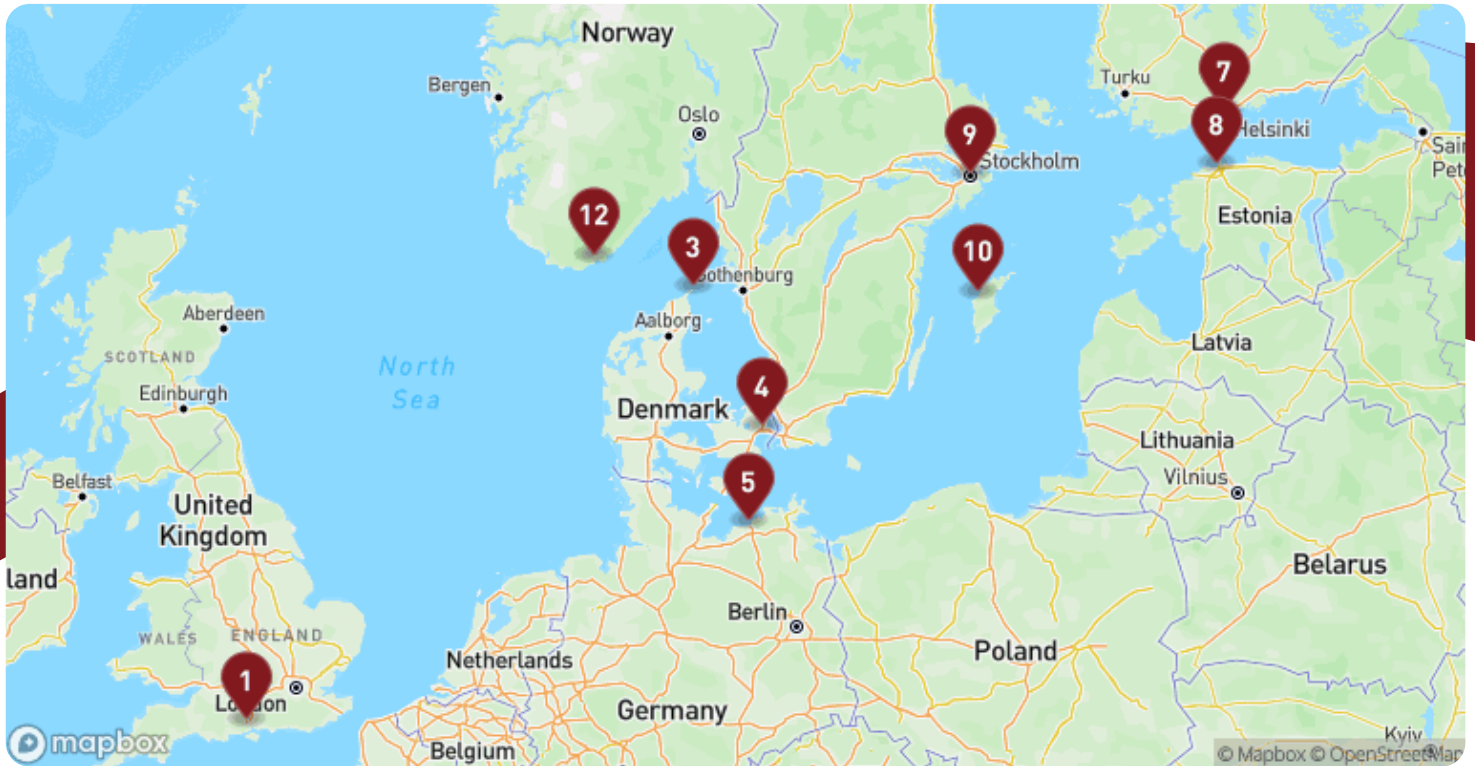 Norway
Bergen
Oslo
Turku
7
8
Helsinki
9
Stockholm
Sai
Pet
12
3
Gothenburg
10
Estonia
Aberdeen
Aalborg
SCOTLAND
North
Sea
Latvia
Edinburgh
4
Denmark
Lithuania
Belfast
5
Vilnius
United
Kingdom
land
Belarus
Berlin
WALES
ENGLAND
Netherlands
Poland
1
London
Germany
Belgium
Kyiv
mapbox
© Mapbox © OpenStreetMap